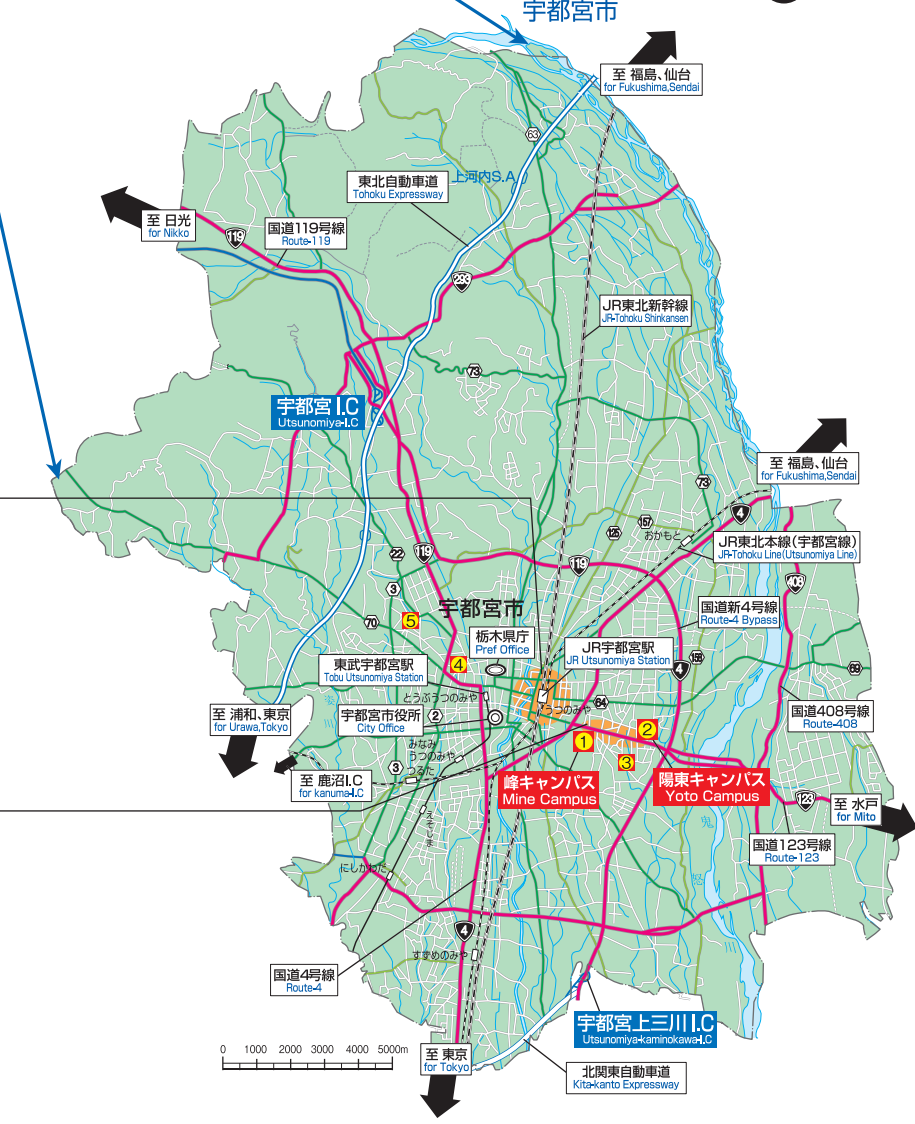 宇都宮市
至 福島、仙台
for Fukushima,Sendai
63
上河内S.A
東北自動車道
Tohoku Expressway
至 日光
for Nikko
119
国道119号線
Route-119
293
JR東北新幹線
JR-Tohoku Shinkansen
73
宇都宮I.C
Utsunomiya-I.C
至 福島、仙台
for Fukushima,Sendai
73
4
157
125
おかもと
JR東北本線(宇都宮線)
JR-Tohoku Line(Utsunomiya Line)
22
119
119
408
3
宇都宮市
国道新4号線
Route-4 Bypass
70
5
栃木県庁
Pref Office
JR宇都宮駅
JR Utsunomiya Station
158
4
69
東武宇都宮駅
Tobu Utsunomiya Station
4
とうぶうつのみや
64
うつのみや
至 浦和、東京
for Urawa,Tokyo
宇都宮市役所
City Office
2
国道408号線
Route-408
1
2
3
みなみ
うつのみや
つるた
3
至 鹿沼I.C
for kanuma-I.C
峰キャンパス
Mine Campus
陽東キャンパス
Yoto Campus
123
至 水戸
for Mito
えそじま
鬼
怒
川
国道123号線
Route-123
にしかわだ
4
すずめのみや
国道4号線
Route-4
宇都宮上三川I.C
Utsunomiya-kaminokawa-I.C
0 1000 2000 3000 4000 5000m
至 東京
for Tokyo
北関東自動車道
Kita-kanto Expressway